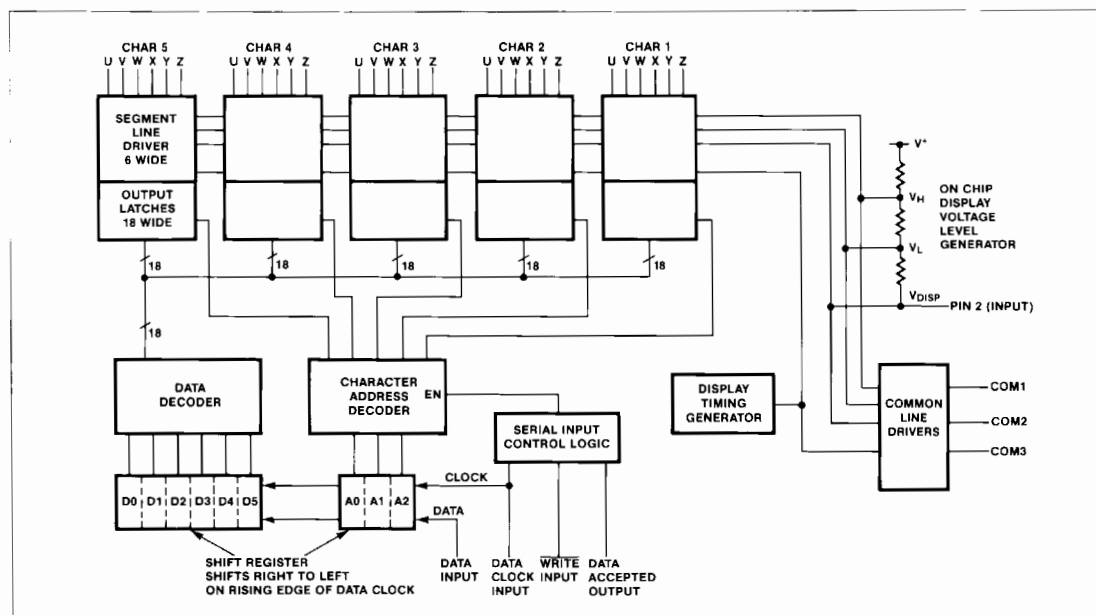 CHAR 5 CHAR 4 CHAR 3 CHAR 2 CHAR 1
U V W X Y Z U V W X Y Z U V W X Y Z U V W X Y Z U V W X Y Z
SEGMENT
LINE
DRIVER
6 WIDE
OUTPUT
LATCHES
18 WIDE
V+
VH
VL
VDISP
ON CHIP
DISPLAY
VOLTAGE
LEVEL
GENERATOR
PIN 2 (INPUT)
18 18 18 18 18
18
DATA
DECODER
CHARACTER
ADDRESS
DECODER
EN
SERIAL INPUT
CONTROL LOGIC
DISPLAY
TIMING
GENERATOR
COMMON
LINE
DRIVERS
COM1
COM2
COM3
D0 D1 D2 D3 D4 D5
A0 A1 A2
CLOCK
DATA
SHIFT REGISTER
SHIFTS RIGHT TO LEFT
ON RISING EDGE OF DATA CLOCK
DATA
INPUT
DATA
CLOCK
INPUT
WRITE
INPUT
DATA
ACCEPTED
OUTPUT